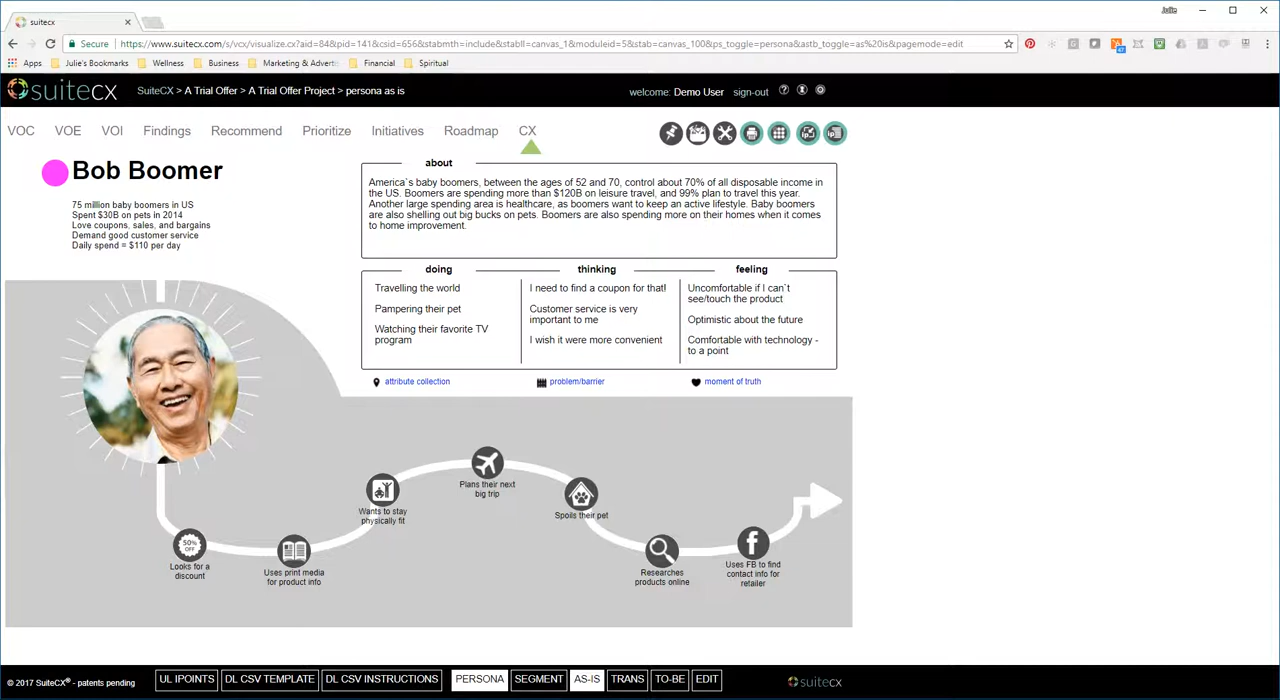 suitecx
Julie
Secure
https://www.suitecx.com/s/vcx/visualize.cx?aid=84&pid=141&csid=656&stabmth=include&stabll=canvas_1&moduleid=5&stab=canvas_100&ps_toggle=persona&astb_toggle=as%20is&pagemode=edit
Apps Julie's Bookmarks Wellness Business Marketing & Adverti Financial Spiritual
suitecx SuiteCX > A Trial Offer > A Trial Offer Project > persona as is welcome: Demo User sign-out
VOC VOE VOI Findings Recommend Prioritize Initiatives Roadmap CX
Bob Boomer
75 million baby boomers in US
Spent $30B on pets in 2014
Love coupons, sales, and bargains
Demand good customer service
Daily spend = $110 per day
about
America`s baby boomers, between the ages of 52 and 70, control about 70% of all disposable income in
the US. Boomers are spending more than $120B on leisure travel, and 99% plan to travel this year.
Another large spending area is healthcare, as boomers want to keep an active lifestyle. Baby boomers
are also shelling out big bucks on pets. Boomers are also spending more on their homes when it comes
to home improvement.
doing
Travelling the world
Pampering their pet
Watching their favorite TV
program
thinking
I need to find a coupon for that!
Customer service is very
important to me
I wish it were more convenient
feeling
Uncomfortable if I can`t
see/touch the product
Optimistic about the future
Comfortable with technology -
to a point
attribute collection
problem/barrier
moment of truth
50%
OFF
Looks for a
discount
Uses print media
for product info
Wants to stay
physically fit
Plans their next
big trip
Spoils their pet
Researches
products online
f
Uses FB to find
contact info for
retailer
© 2017 SuiteCX® - patents pending
UL IPOINTS DL CSV TEMPLATE DL CSV INSTRUCTIONS PERSONA SEGMENT AS-IS TRANS TO-BE EDIT
suitecx